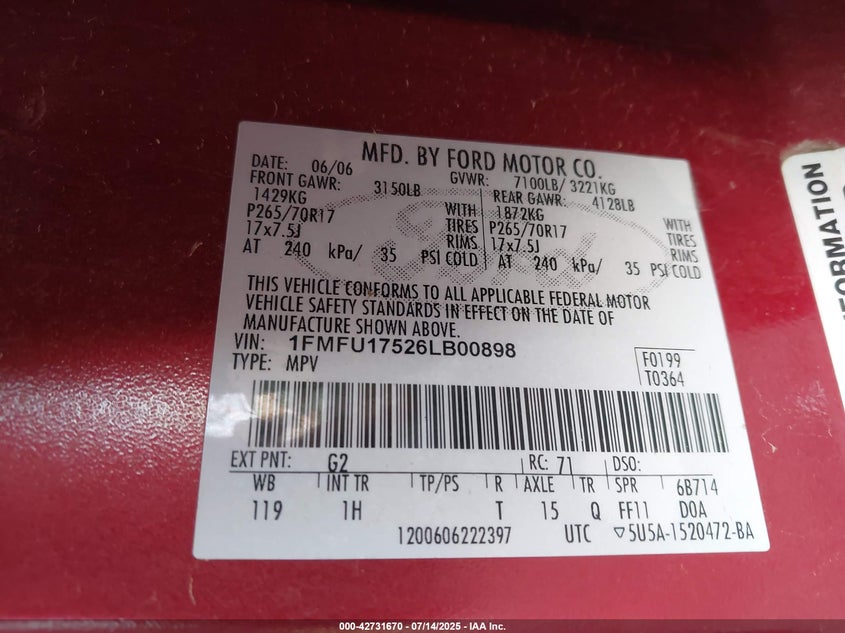 MFD. BY FORD MOTOR CO.
DATE: 06/06 GVWR: 7100LB/ 3221KG
FRONT GAWR: 3150LB REAR GAWR: 4128LB
1429KG WITH 1872KG WITH
P265/70R17 TIRES P265/70R17 TIRES
17x7.5J RIMS 17x7.5J RIMS
AT 240 kPa/ 35 PSI COLD AT 240 kPa/ 35 PSI COLD
THIS VEHICLE CONFORMS TO ALL APPLICABLE FEDERAL MOTOR
VEHICLE SAFETY STANDARDS IN EFFECT ON THE DATE OF
MANUFACTURE SHOWN ABOVE.
VIN: 1FMFU17526LB00898
TYPE: MPV
F0199
T0364
EXT PNT: G2 RC: 71 DSO:
WB INT TR TP/PS R AXLE TR SPR 6B714
119 1H T 15 Q FF11 DOA
1200606222397 UTC ▽5U5A-1520472-BA
000-42731670 - 07/14/2025 - IAA Inc.